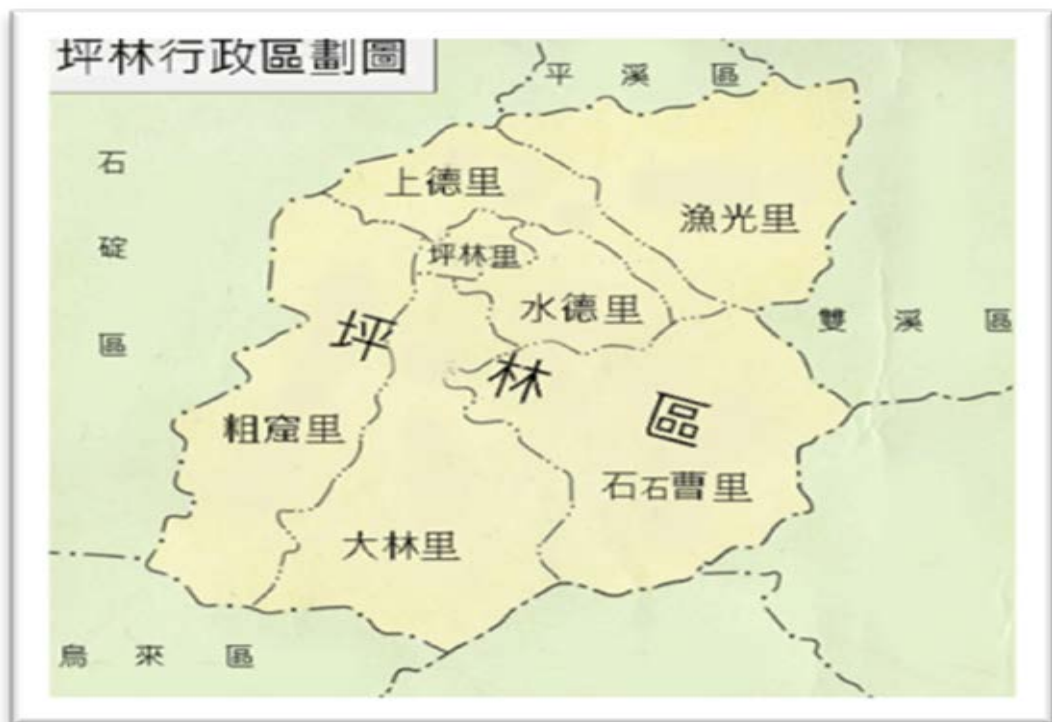 坪林行政區劃圖
平溪區
石碇區
上德里
漁光里
坪林里
水德里
雙溪區
坪林區
粗窟里
石石曹里
大林里
烏來區